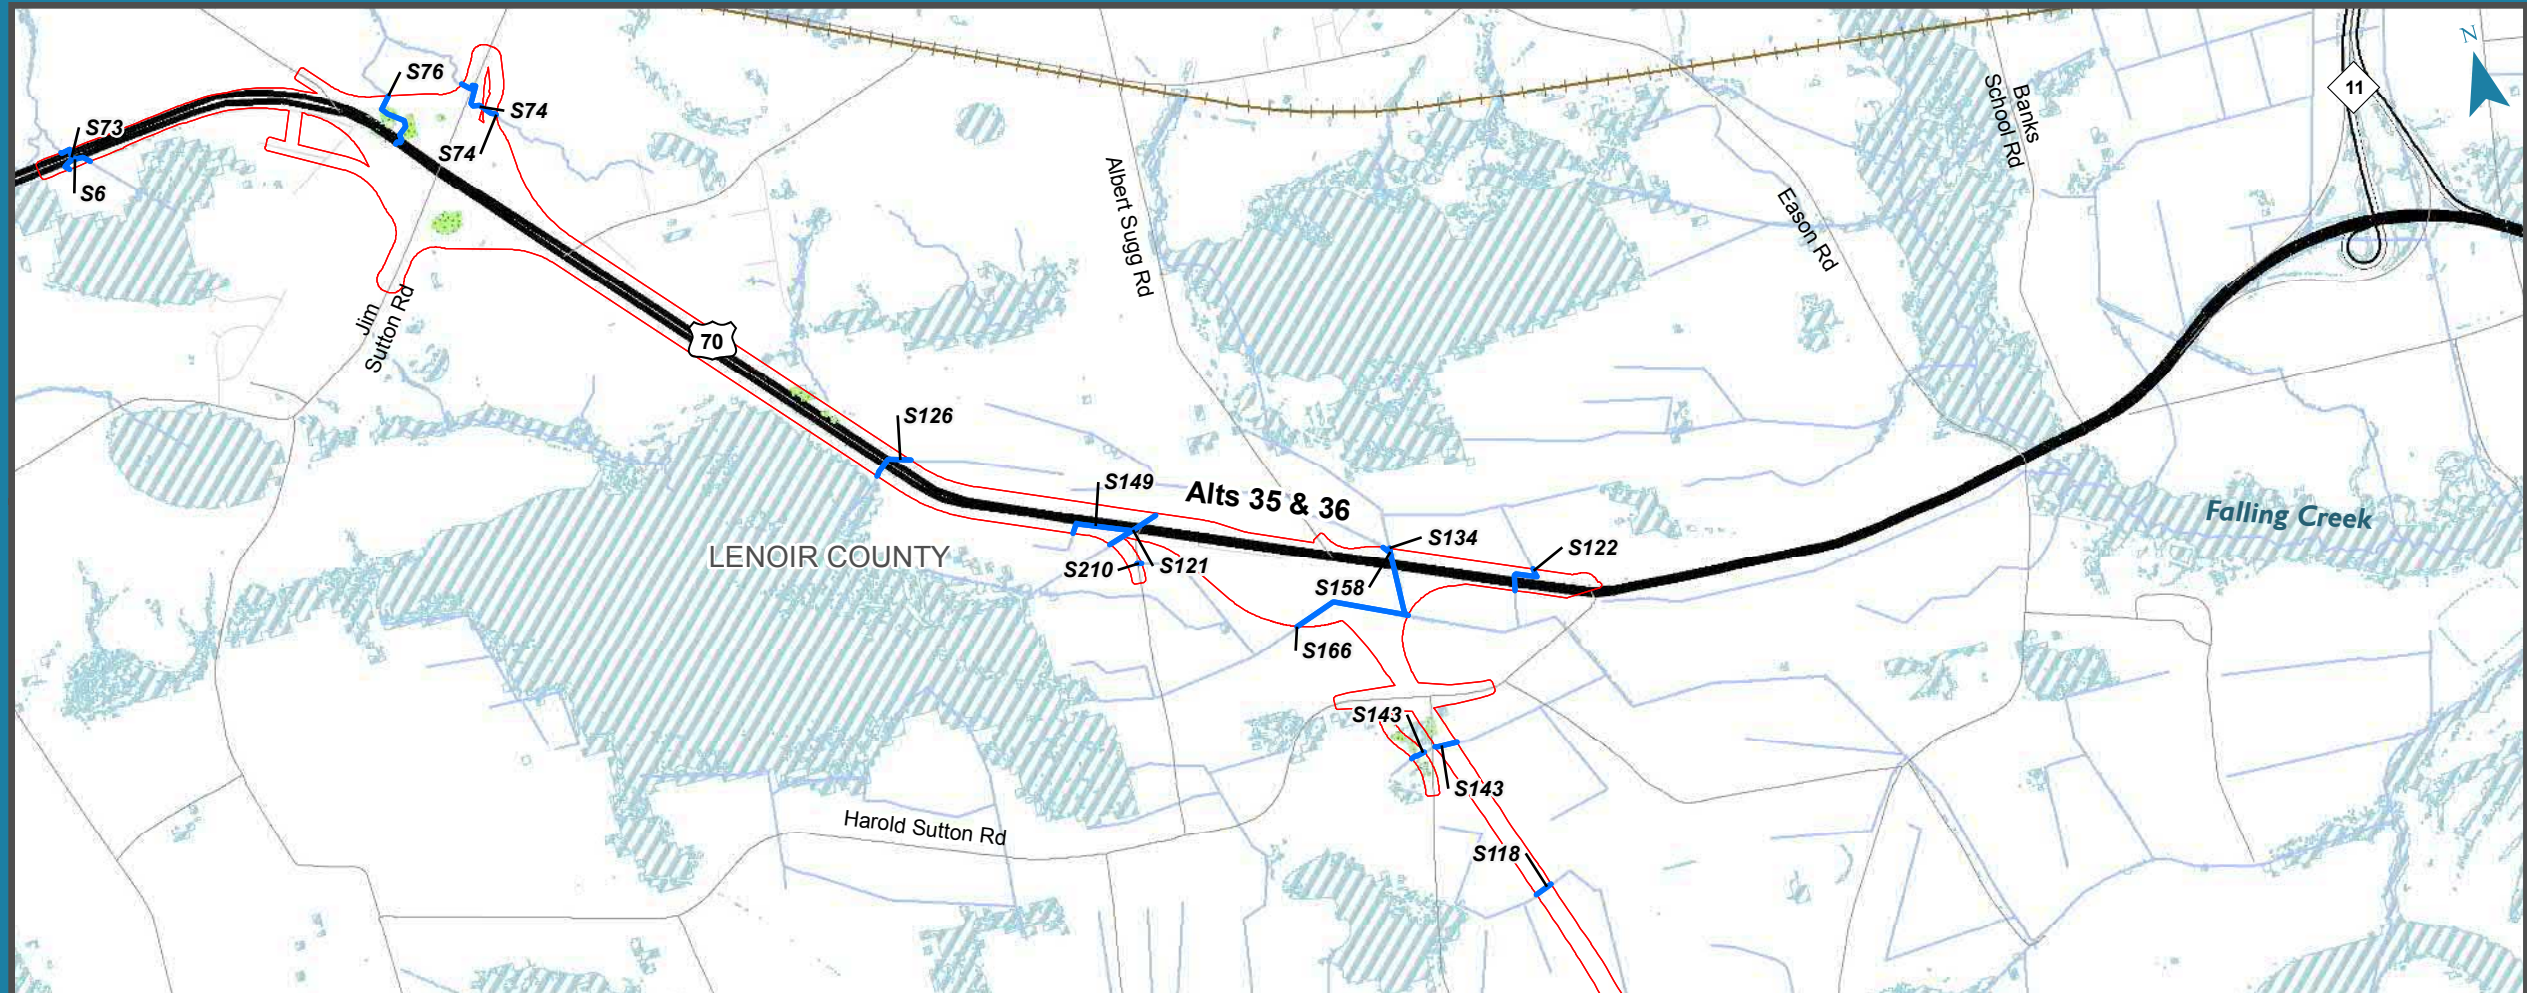 N
S76
11
S74
S73
Banks
School Rd
S74
S6
Albert Sugg Rd
Eason Rd
Jim
Sutton Rd
70
S126
S149
Alts 35 & 36
Falling Creek
S134
S122
LENOIR COUNTY
S210
S121
S158
S166
S143
S143
Harold Sutton Rd
S118